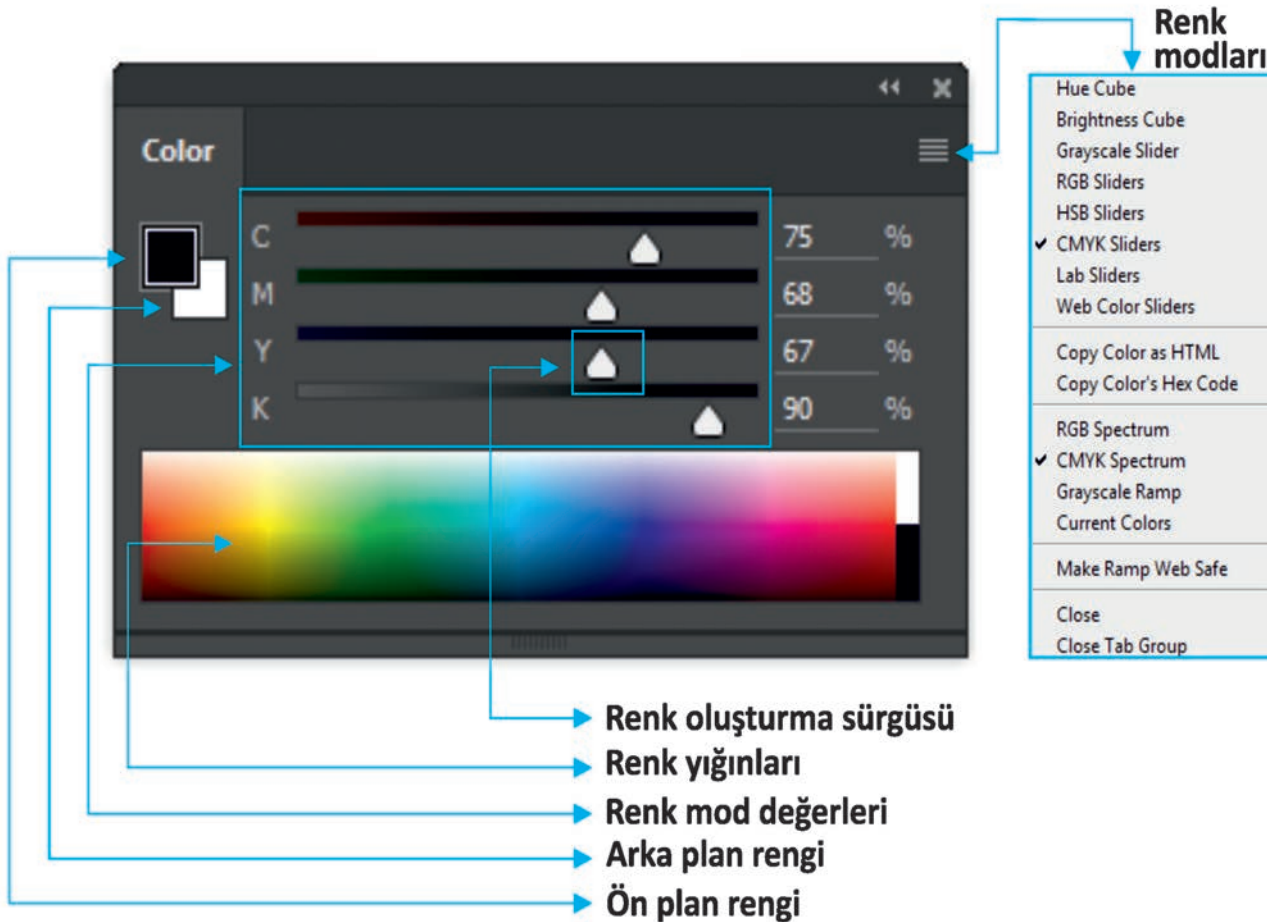 Renk
modları
Color
C 75 %
M 68 %
Y 67 %
K 90 %
Hue Cube
Brightness Cube
Grayscale Slider
RGB Sliders
HSB Sliders
✔ CMYK Sliders
Lab Sliders
Web Color Sliders
Copy Color as HTML
Copy Color's Hex Code
RGB Spectrum
✔ CMYK Spectrum
Grayscale Ramp
Current Colors
Make Ramp Web Safe
Close
Close Tab Group
Renk oluşturma sürgüsü
Renk yığınları
Renk mod değerleri
Arka plan rengi
Ön plan rengi